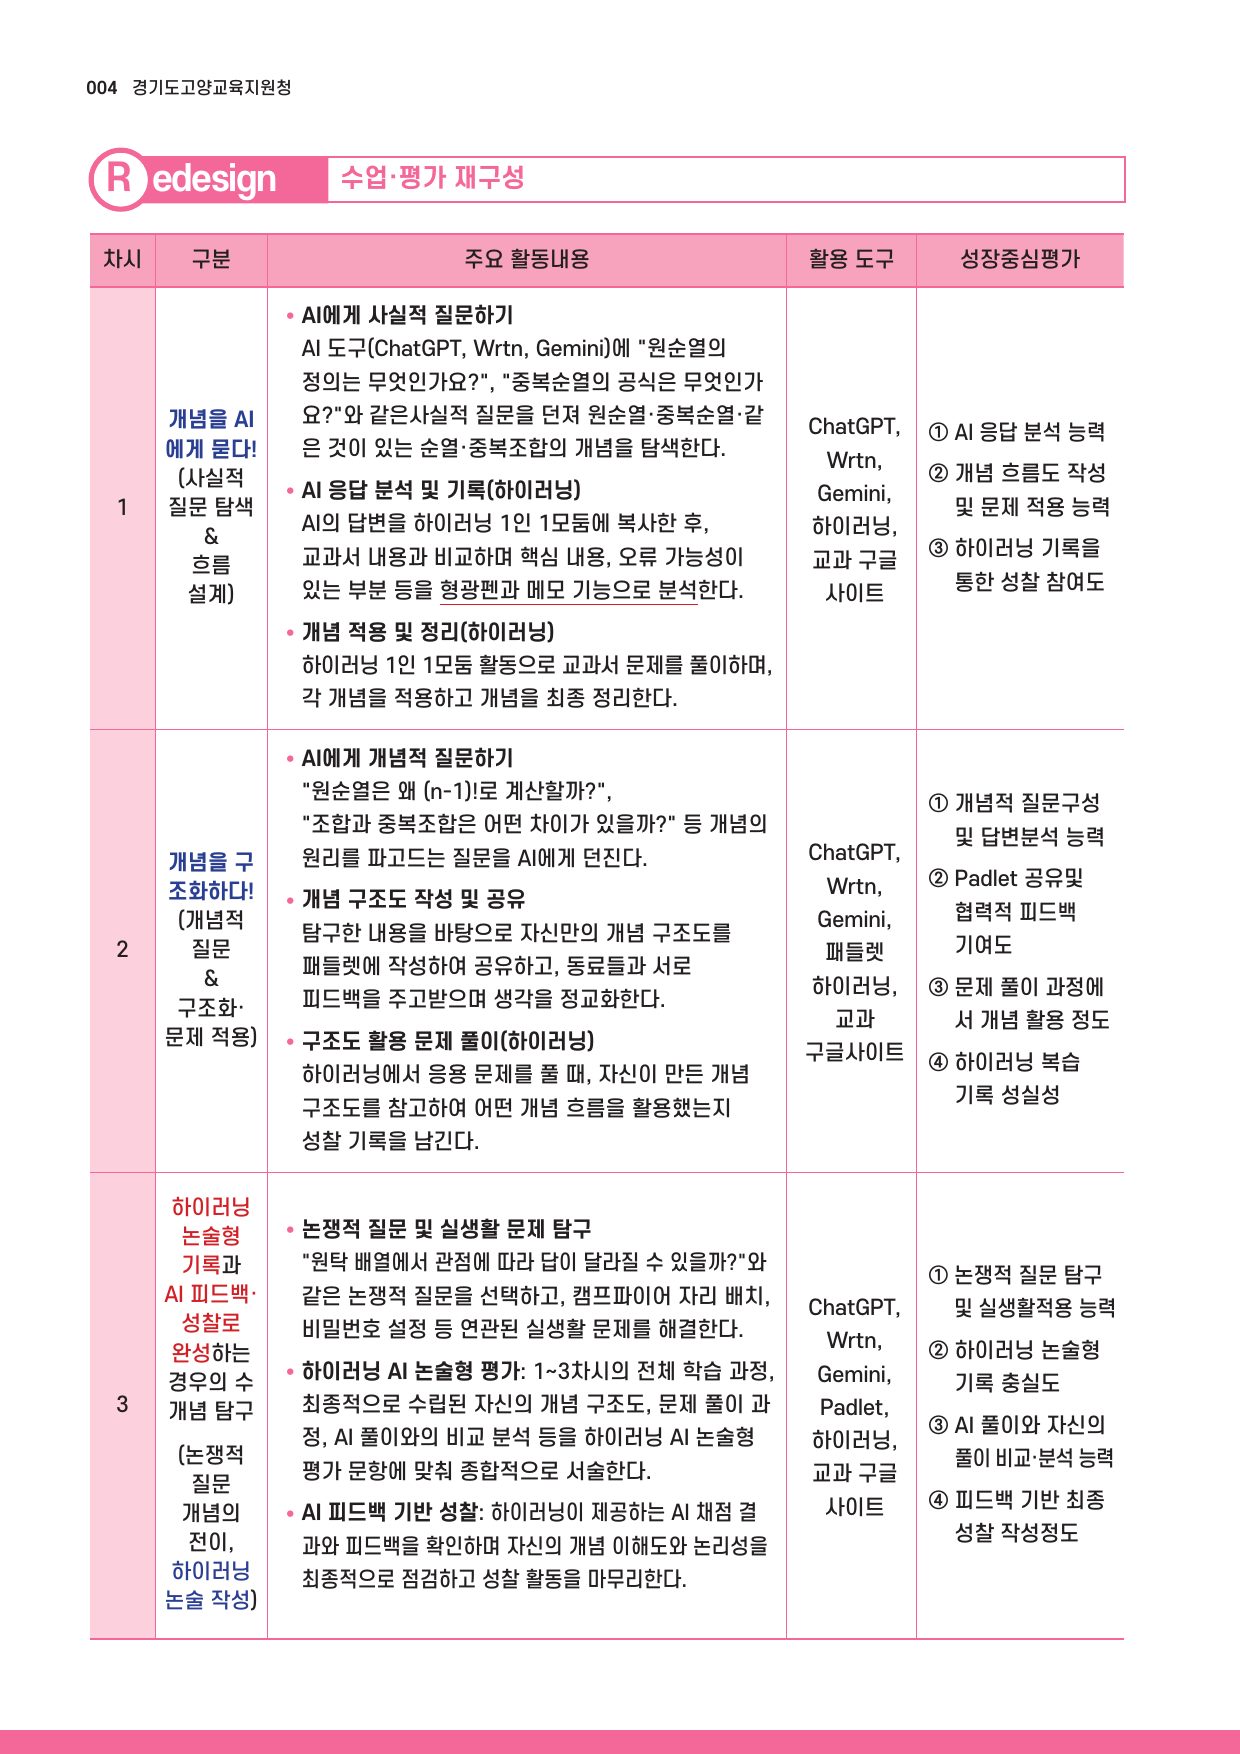 004 경기도고양교육지원청
Redesign 수업·평가 재구성
차시 구분 주요 활동내용 활용 도구 성장중심평가
1
개념을 AI
에게 묻다!
(사실적
질문 탐색
&
흐름
설계)
• AI에게 사실적 질문하기
AI 도구(ChatGPT, Wrtn, Gemini)에 "원순열의
정의는 무엇인가요?", "중복순열의 공식은 무엇인가
요?"와 같은사실적 질문을 던져 원순열·중복순열·같
은 것이 있는 순열·중복조합의 개념을 탐색한다.
• AI 응답 분석 및 기록(하이러닝)
AI의 답변을 하이러닝 1인 1모둠에 복사한 후,
교과서 내용과 비교하며 핵심 내용, 오류 가능성이
있는 부분 등을 형광펜과 메모 기능으로 분석한다.
• 개념 적용 및 정리(하이러닝)
하이러닝 1인 1모둠 활동으로 교과서 문제를 풀이하며,
각 개념을 적용하고 개념을 최종 정리한다.
ChatGPT,
Wrtn,
Gemini,
하이러닝,
교과 구글
사이트
① AI 응답 분석 능력
② 개념 흐름도 작성
및 문제 적용 능력
③ 하이러닝 기록을
통한 성찰 참여도
2
개념을 구
조화하다!
(개념적
질문
&
구조화·
문제 적용)
• AI에게 개념적 질문하기
"원순열은 왜 (n-1)!로 계산할까?",
"조합과 중복조합은 어떤 차이가 있을까?" 등 개념의
원리를 파고드는 질문을 AI에게 던진다.
• 개념 구조도 작성 및 공유
탐구한 내용을 바탕으로 자신만의 개념 구조도를
패들렛에 작성하여 공유하고, 동료들과 서로
피드백을 주고받으며 생각을 정교화한다.
• 구조도 활용 문제 풀이(하이러닝)
하이러닝에서 응용 문제를 풀 때, 자신이 만든 개념
구조도를 참고하여 어떤 개념 흐름을 활용했는지
성찰 기록을 남긴다.
ChatGPT,
Wrtn,
Gemini,
패들렛
하이러닝,
교과
구글사이트
① 개념적 질문구성
및 답변분석 능력
② Padlet 공유및
협력적 피드백
기여도
③ 문제 풀이 과정에
서 개념 활용 정도
④ 하이러닝 복습
기록 성실성
3
하이러닝
논술형
기록과
AI 피드백·
성찰로
완성하는
경우의 수
개념 탐구
(논쟁적
질문
개념의
전이,
하이러닝
논술 작성)
• 논쟁적 질문 및 실생활 문제 탐구
"원탁 배열에서 관점에 따라 답이 달라질 수 있을까?"와
같은 논쟁적 질문을 선택하고, 캠프파이어 자리 배치,
비밀번호 설정 등 연관된 실생활 문제를 해결한다.
• 하이러닝 AI 논술형 평가: 1~3차시의 전체 학습 과정,
최종적으로 수립된 자신의 개념 구조도, 문제 풀이 과
정, AI 풀이와의 비교 분석 등을 하이러닝 AI 논술형
평가 문항에 맞춰 종합적으로 서술한다.
• AI 피드백 기반 성찰: 하이러닝이 제공하는 AI 채점 결
과와 피드백을 확인하며 자신의 개념 이해도와 논리성을
최종적으로 점검하고 성찰 활동을 마무리한다.
ChatGPT,
Wrtn,
Gemini,
Padlet,
하이러닝,
교과 구글
사이트
① 논쟁적 질문 탐구
및 실생활적용 능력
② 하이러닝 논술형
기록 충실도
③ AI 풀이와 자신의
풀이 비교·분석 능력
④ 피드백 기반 최종
성찰 작성정도